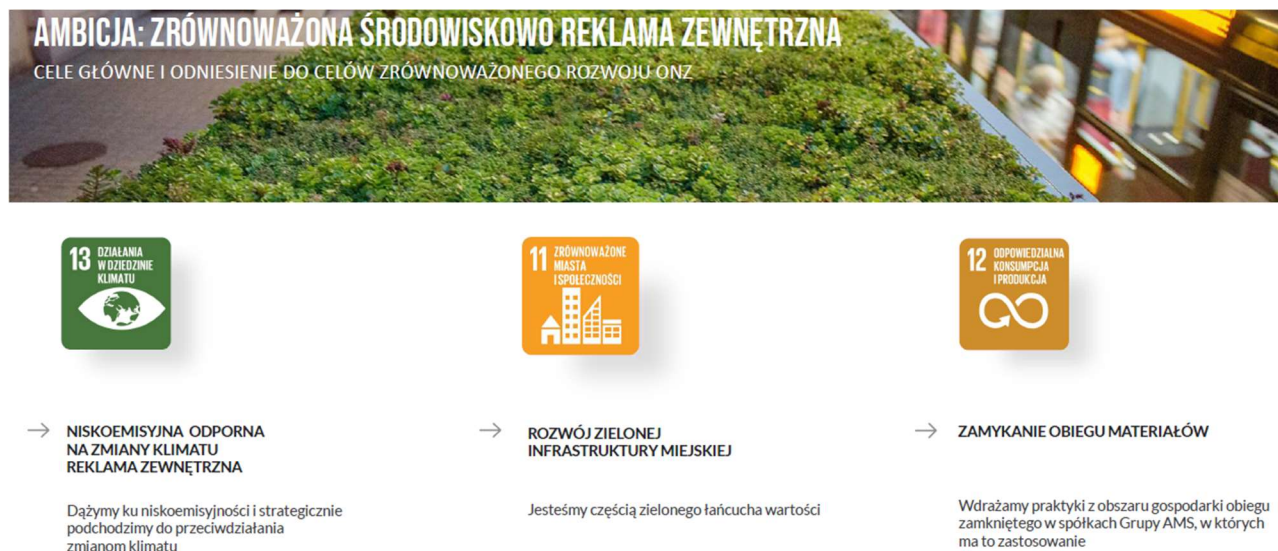 AMBICJA: ZRÓWNOWAŻONA ŚRODOWISKOWO REKLAMA ZEWNĘTRZNA
CELE GŁÓWNE I ODNIESIENIE DO CELÓW ZRÓWNOWAŻONEGO ROZWOJU ONZ
13 DZIAŁANIA
W DZIEDZINIE
KLIMATU
11 ZRÓWNOWAŻONE
MIASTA
I SPOŁECZNOŚCI
12 ODPOWIEDZIALNA
KONSUMPCJA
I PRODUKCJA
NISKOEMISYJNA ODPORNA
NA ZMIANY KLIMATU
REKLAMA ZEWNĘTRZNA
Dążymy ku niskoemisyjności i strategicznie
podchodzimy do przeciwdziałania
zmianom klimatu
ROZWÓJ ZIELONEJ
INFRASTRUKTURY MIEJSKIEJ
Jesteśmy częścią zielonego łańcucha wartości
ZAMYKANIE OBIEGU MATERIAŁÓW
Wdrażamy praktyki z obszaru gospodarki obiegu
zamkniętego w spółkach Grupy AMS, w których
ma to zastosowanie